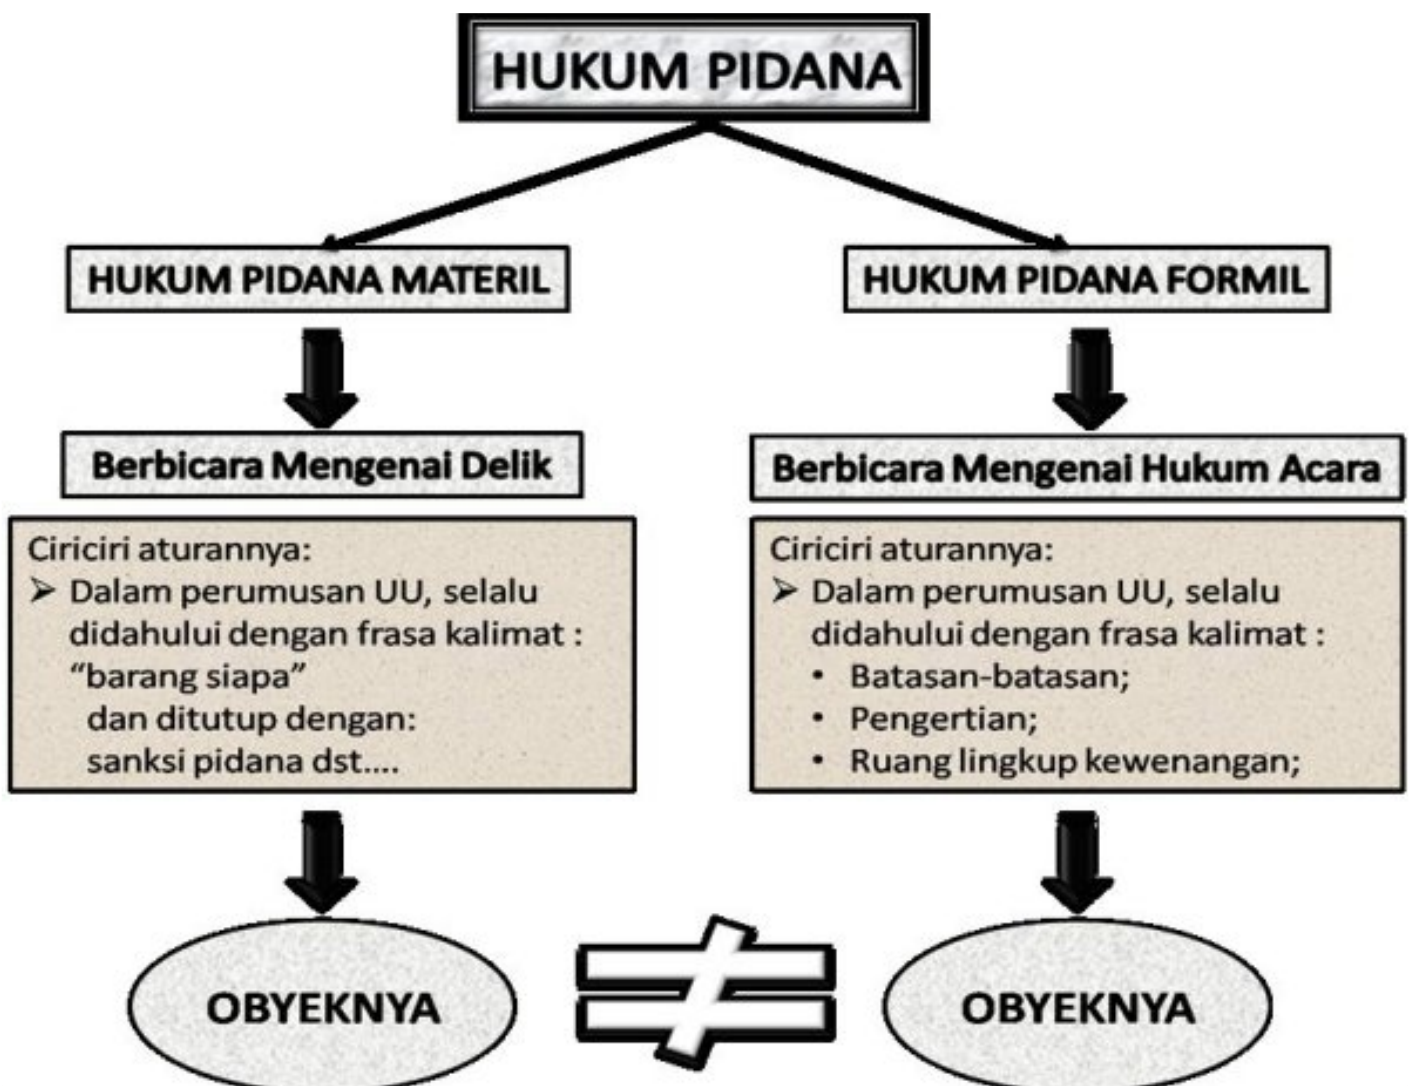 HUKUM PIDANA
HUKUM PIDANA MATERIL
Berbicara Mengenai Delik
Ciriciri aturannya:
➢ Dalam perumusan UU, selalu
didahului dengan frasa kalimat :
“barang siapa”
dan ditutup dengan:
sanksi pidana dst....
OBYEKNYA
HUKUM PIDANA FORMIL
Berbicara Mengenai Hukum Acara
Ciriciri aturannya:
➢ Dalam perumusan UU, selalu
didahului dengan frasa kalimat :
• Batasan-batasan;
• Pengertian;
• Ruang lingkup kewenangan;
OBYEKNYA